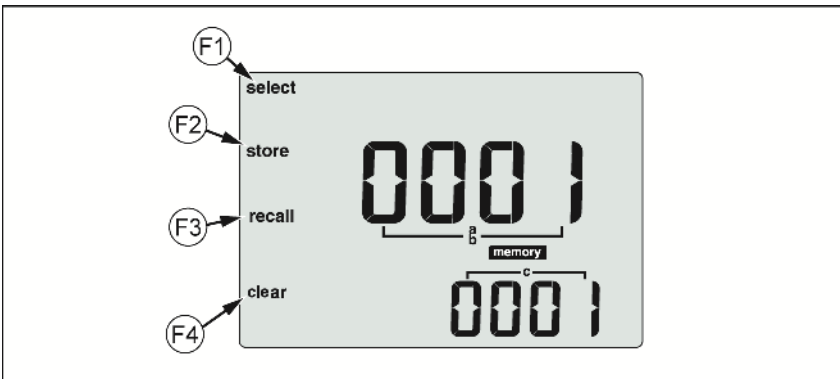 F1
select
F2
store
0001
F3
recall
a
b
memory
c
clear
0001
F4